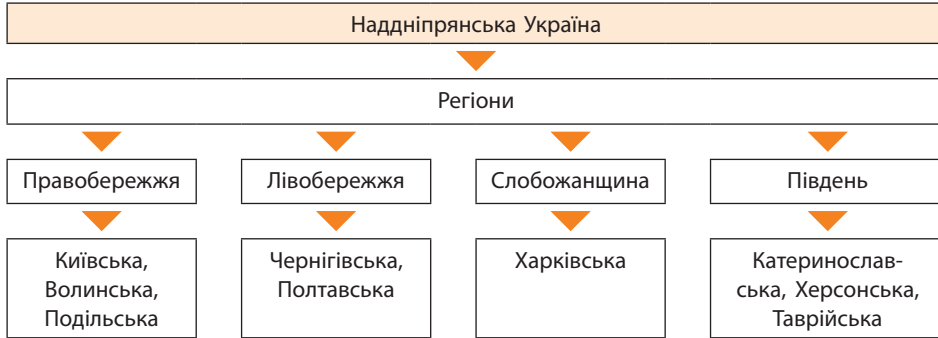 Наддніпрянська Україна
Регіони
Правобережжя
Лівобережжя
Слобожанщина
Південь
Київська,
Волинська,
Подільська
Чернігівська,
Полтавська
Харківська
Катеринослав-
ська, Херсонська,
Таврійська